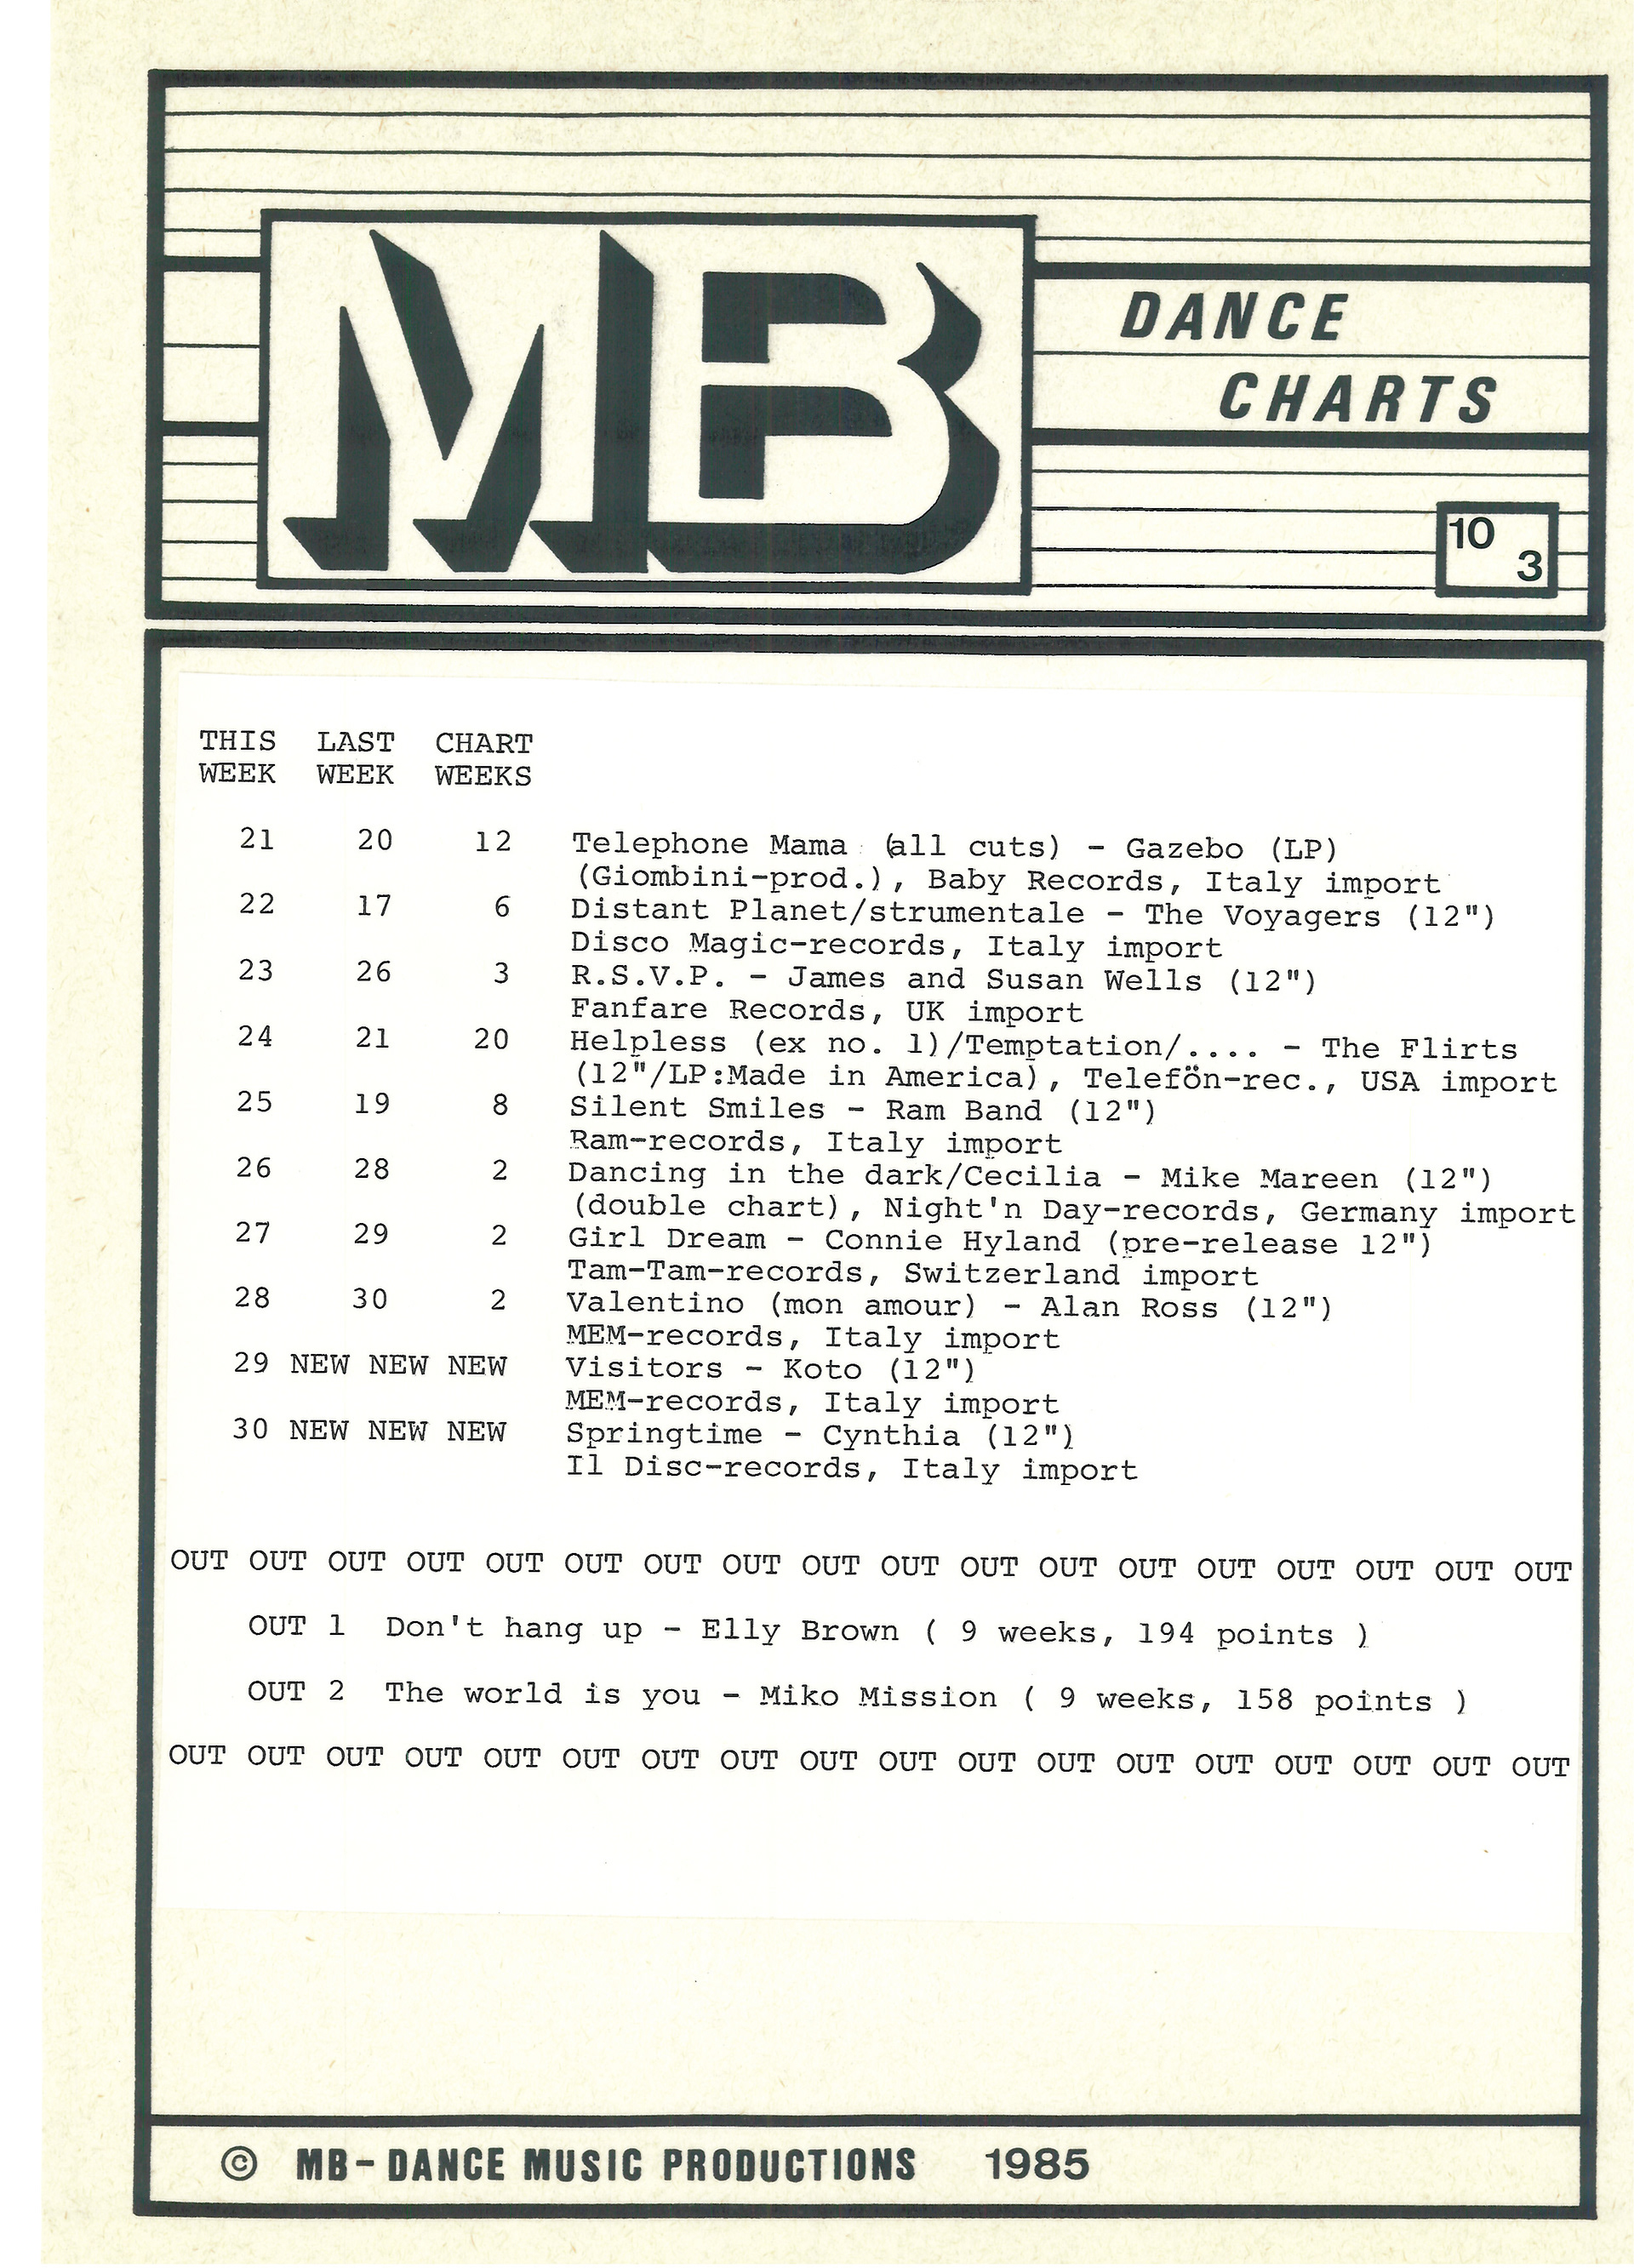 MB
DANCE
CHARTS
10
3
THIS LAST CHART
WEEK WEEK WEEKS
21 20 12 Telephone Mama (all cuts) - Gazebo (LP)
(Giombini-prod.), Baby Records, Italy import
22 17 6 Distant Planet/strumentale - The Voyagers (12")
Disco Magic-records, Italy import
23 26 3 R.S.V.P. - James and Susan Wells (12")
Fanfare Records, UK import
24 21 20 Helpless (ex no. 1)/Temptation/.... - The Flirts
(12"/LP:Made in America), Telefön-rec., USA import
25 19 8 Silent Smiles - Ram Band (12")
Ram-records, Italy import
26 28 2 Dancing in the dark/Cecilia - Mike Mareen (12")
(double chart), Night'n Day-records, Germany import
27 29 2 Girl Dream - Connie Hyland (pre-release 12")
Tam-Tam-records, Switzerland import
28 30 2 Valentino (mon amour) - Alan Ross (12")
MEM-records, Italy import
29 NEW NEW NEW Visitors - Koto (12")
MEM-records, Italy import
30 NEW NEW NEW Springtime - Cynthia (12")
Il Disc-records, Italy import
OUT OUT OUT OUT OUT OUT OUT OUT OUT OUT OUT OUT OUT OUT OUT OUT OUT OUT
OUT 1 Don't hang up - Elly Brown ( 9 weeks, 194 points )
OUT 2 The world is you - Miko Mission ( 9 weeks, 158 points )
OUT OUT OUT OUT OUT OUT OUT OUT OUT OUT OUT OUT OUT OUT OUT OUT OUT OUT
© MB-DANCE MUSIC PRODUCTIONS 1985